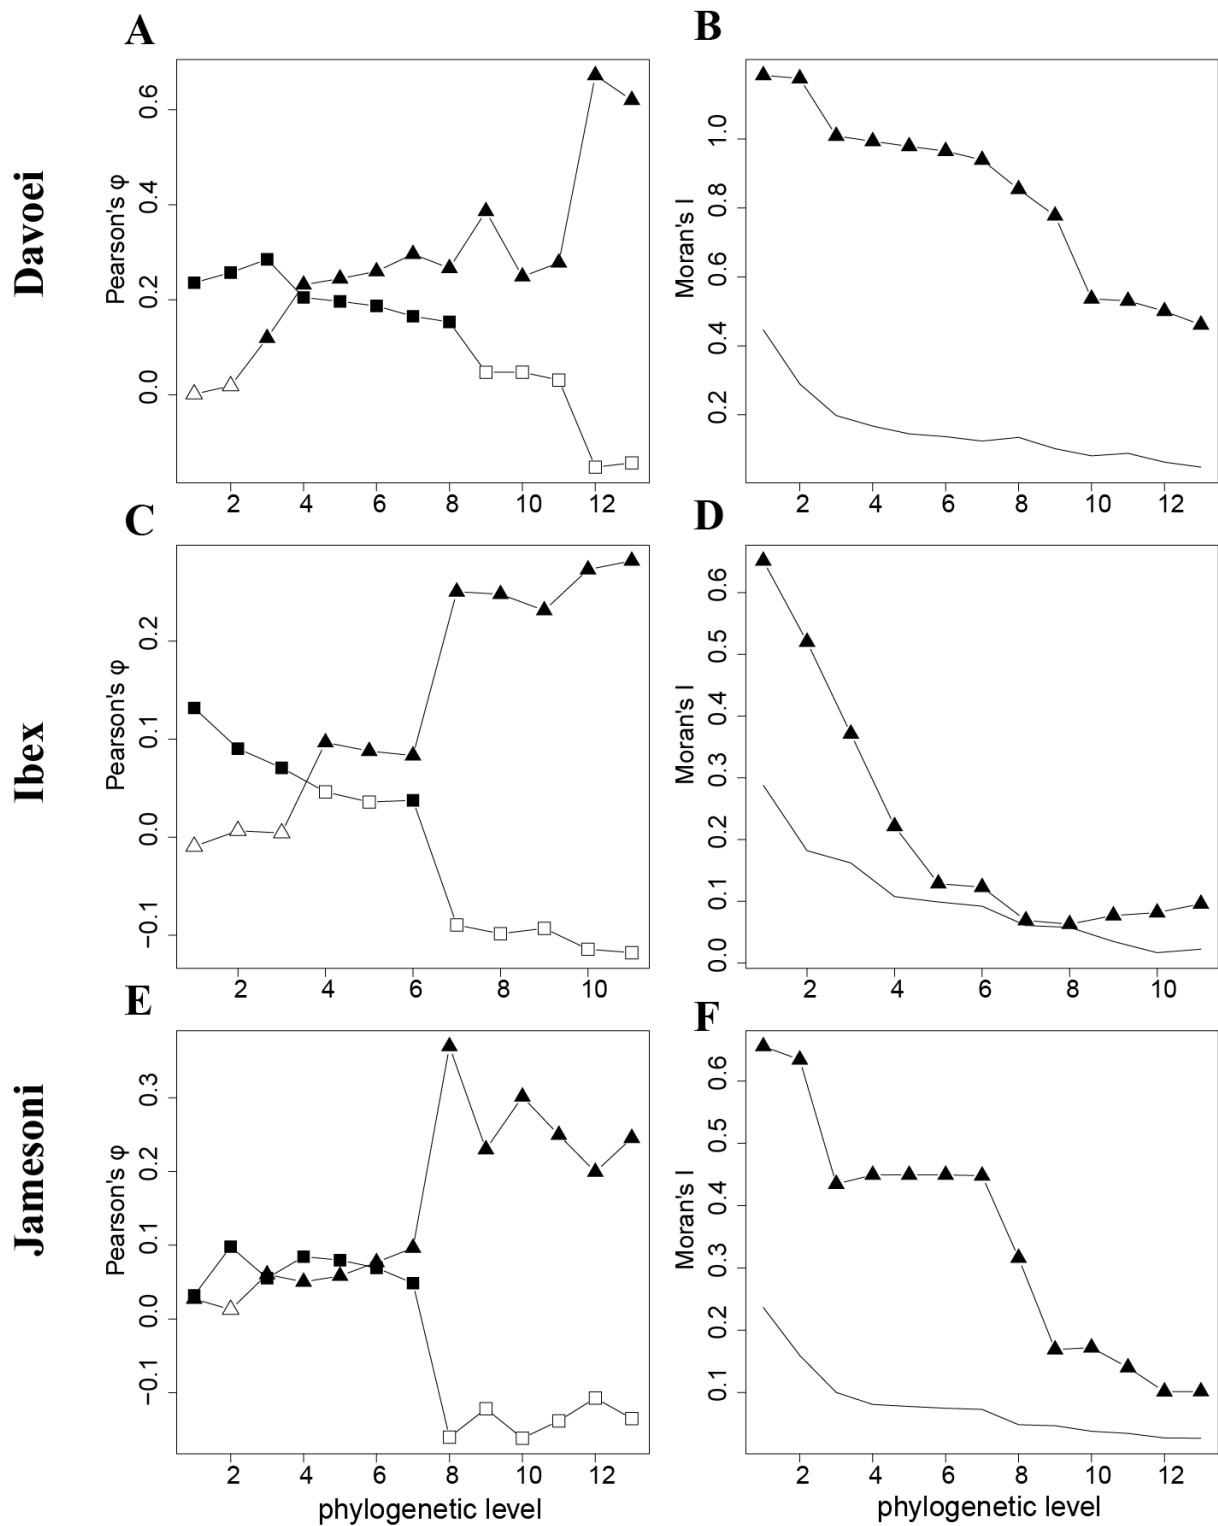 A
B
Davoei
Pearson's φ
0.0 0.2 0.4 0.6
2 4 6 8 10 12
Moran's I
0.2 0.4 0.6 0.8 1.0
2 4 6 8 10 12
C
D
Ibex
Pearson's φ
−0.1 0.0 0.1 0.2
2 4 6 8 10
Moran's I
0.0 0.1 0.2 0.3 0.4 0.5 0.6
2 4 6 8 10
E
F
Jamesoni
Pearson's φ
−0.1 0.0 0.1 0.2 0.3
2 4 6 8 10 12
phylogenetic level
Moran's I
0.1 0.2 0.3 0.4 0.5 0.6
2 4 6 8 10 12
phylogenetic level